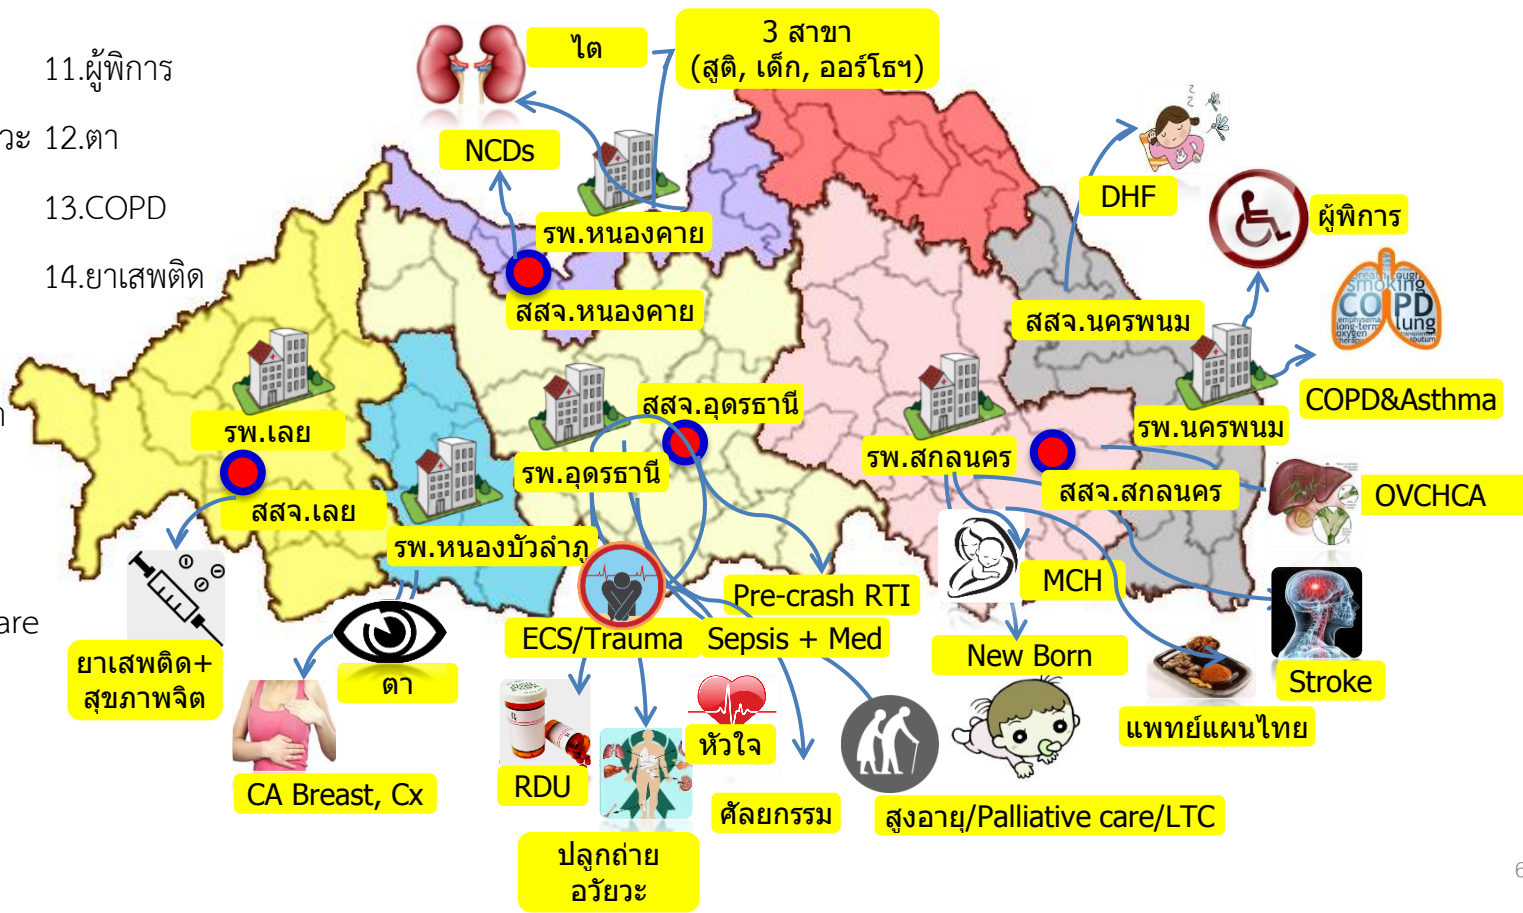 11.ผู้พิการ
วะ 12.ตา
13.COPD
14.ยาเสพติด
are
ไต
3 สาขา
(สูติ, เด็ก, ออร์โธฯ)
NCDs
รพ.หนองคาย
สสจ.หนองคาย
DHF
ผู้พิการ
สสจ.นครพนม
smoking
COPD
lung
emphysema
long-term
oxygen
COPD&Asthma
รพ.นครพนม
รพ.เลย
สสจ.เลย
สสจ.อุดรธานี
รพ.อุดรธานี
รพ.สกลนคร
สสจ.สกลนคร
OVCHCA
รพ.หนองบัวลำภู
Pre-crash RTI
MCH
ECS/Trauma
Sepsis + Med
New Born
Stroke
ยาเสพติด+
สุขภาพจิต
ตา
แพทย์แผนไทย
หัวใจ
CA Breast, Cx
RDU
ศัลยกรรม
สูงอายุ/Palliative care/LTC
ปลูกถ่าย
อวัยวะ
6